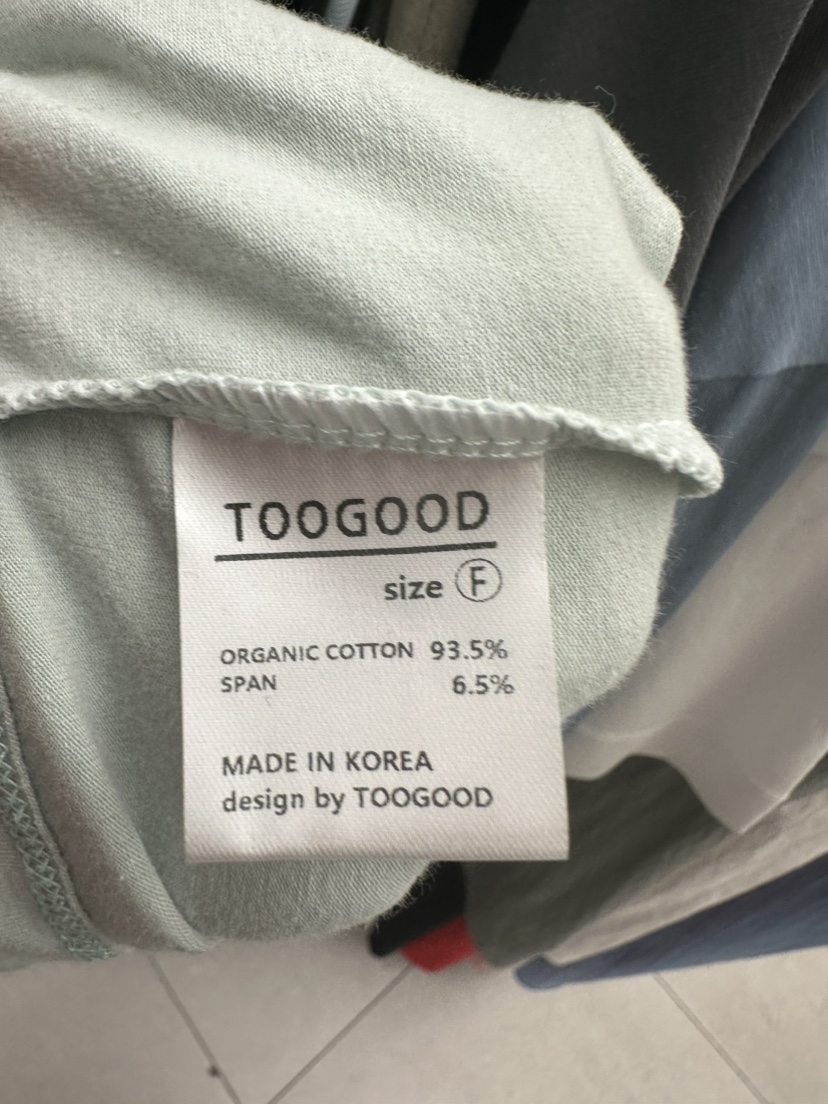 TOOGOOD
size Ⓕ
ORGANIC COTTON 93.5%
SPAN 6.5%
MADE IN KOREA
design by TOOGOOD